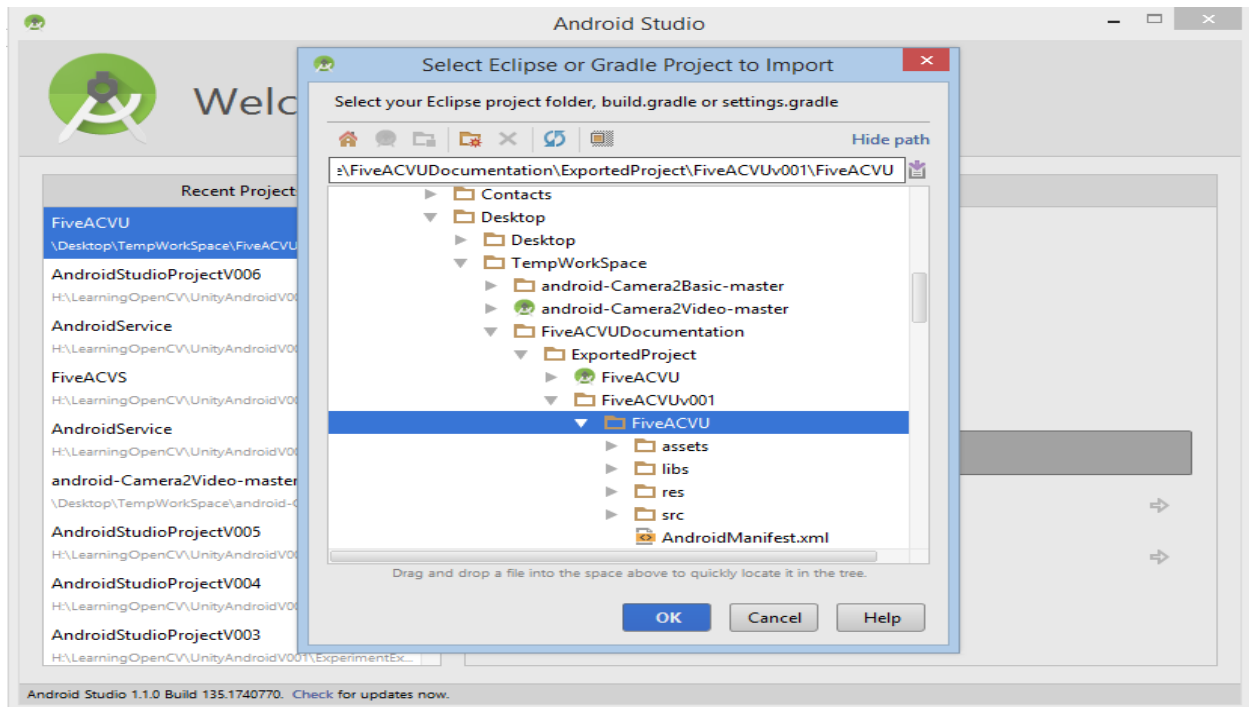 Android Studio
Welc
Recent Project
FiveACVU
\Desktop\TempWorkSpace\FiveACVU
AndroidStudioProjectV006
H:\LearningOpenCV\UnityAndroidV00
AndroidService
H:\LearningOpenCV\UnityAndroidV00
FiveACVS
H:\LearningOpenCV\UnityAndroidV00
AndroidService
H:\LearningOpenCV\UnityAndroidV00
android-Camera2Video-master
\Desktop\TempWorkSpace\android-C
AndroidStudioProjectV005
H:\LearningOpenCV\UnityAndroidV00
AndroidStudioProjectV004
H:\LearningOpenCV\UnityAndroidV00
AndroidStudioProjectV003
H:\LearningOpenCV\UnityAndroidV001\ExperimentEx...
Select Eclipse or Gradle Project to Import
Select your Eclipse project folder, build.gradle or settings.gradle
Hide path
:\FiveACVUDocumentation\ExportedProject\FiveACVUv001\FiveACVU
Contacts
Desktop
Desktop
TempWorkSpace
android-Camera2Basic-master
android-Camera2Video-master
FiveACVUDocumentation
ExportedProject
FiveACVU
FiveACVUv001
FiveACVU
assets
libs
res
src
AndroidManifest.xml
Drag and drop a file into the space above to quickly locate it in the tree.
OK Cancel Help
Android Studio 1.1.0 Build 135.1740770. Check for updates now.